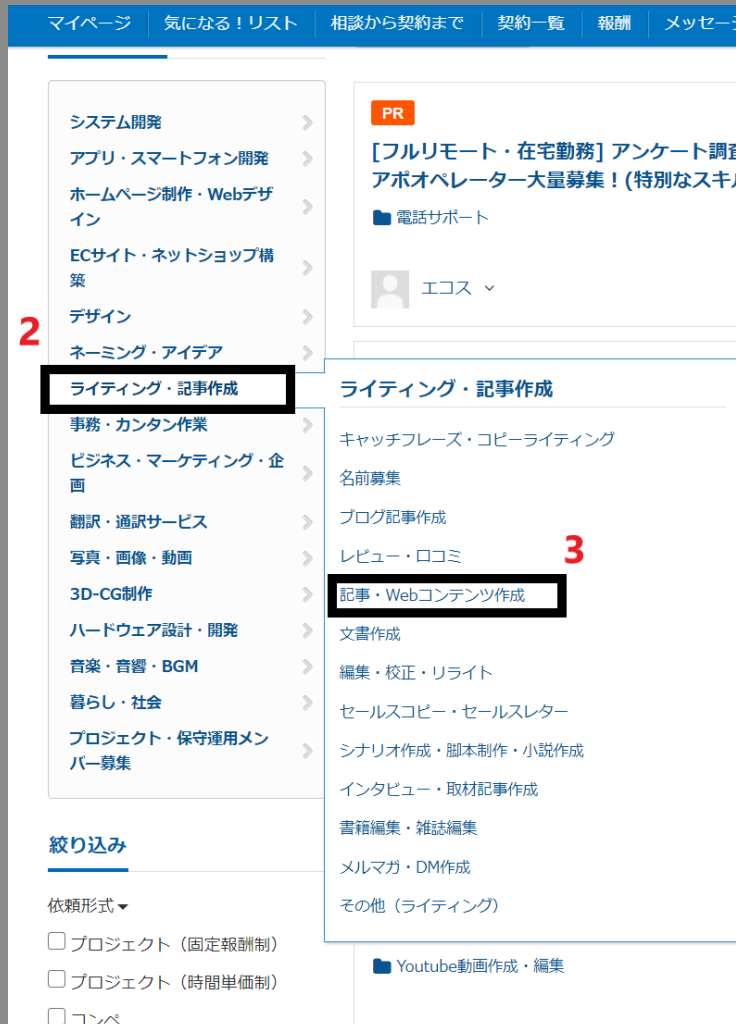 マイページ 気になる！リスト 相談から契約まで 契約一覧 報酬 メッセー
システム開発
アプリ・スマートフォン開発
ホームページ制作・Webデザ
イン
ECサイト・ネットショップ構
築
デザイン
2
ネーミング・アイデア
ライティング・記事作成
事務・カンタン作業
ビジネス・マーケティング・企
画
翻訳・通訳サービス
写真・画像・動画
3D-CG制作
ハードウェア設計・開発
音楽・音響・BGM
暮らし・社会
プロジェクト・保守運用メン
バー募集
絞り込み
依頼形式
プロジェクト（固定報酬制）
プロジェクト（時間単価制）
コンペ
PR
[フルリモート・在宅勤務] アンケート調査
アポオペレーター大量募集！(特別なスキ
電話サポート
エコス
ライティング・記事作成
キャッチフレーズ・コピーライティング
名前募集
ブログ記事作成
レビュー・口コミ
3
記事・Webコンテンツ作成
文書作成
編集・校正・リライト
セールスコピー・セールスレター
シナリオ作成・脚本制作・小説作成
インタビュー・取材記事作成
書籍編集・雑誌編集
メルマガ・DM作成
その他（ライティング）
Youtube動画作成・編集